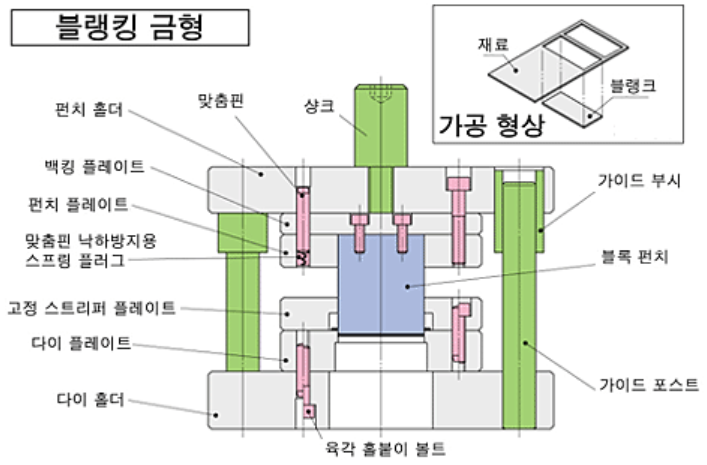 블랭킹 금형
재료
블랭크
가공 형상
맞춤핀
샹크
펀치 홀더
백킹 플레이트
가이드 부시
펀치 플레이트
맞춤핀 낙하방지용
스프링 플러그
블록 펀치
고정 스트리퍼 플레이트
다이 플레이트
다이 홀더
가이드 포스트
육각 홀붙이 볼트